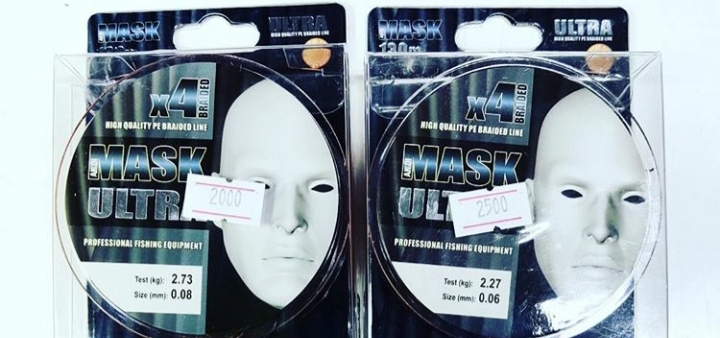 MASK
ULTRA
HIGH QUALITY PE BRAIDED LINE
x4
BRAIDED
HIGH QUALITY PE BRAIDED LINE
AKDI
MASK
2000
PROFESSIONAL FISHING EQUIPMENT
Test (kg): 2.73
Size (mm): 0.08
MASK
130m
ULTRA
HIGH QUALITY PE BRAIDED LINE
x4
BRAIDED
HIGH QUALITY PE BRAIDED LINE
AKDI
MASK
2500
PROFESSIONAL FISHING EQUIPMENT
Test (kg): 2.27
Size (mm): 0.06